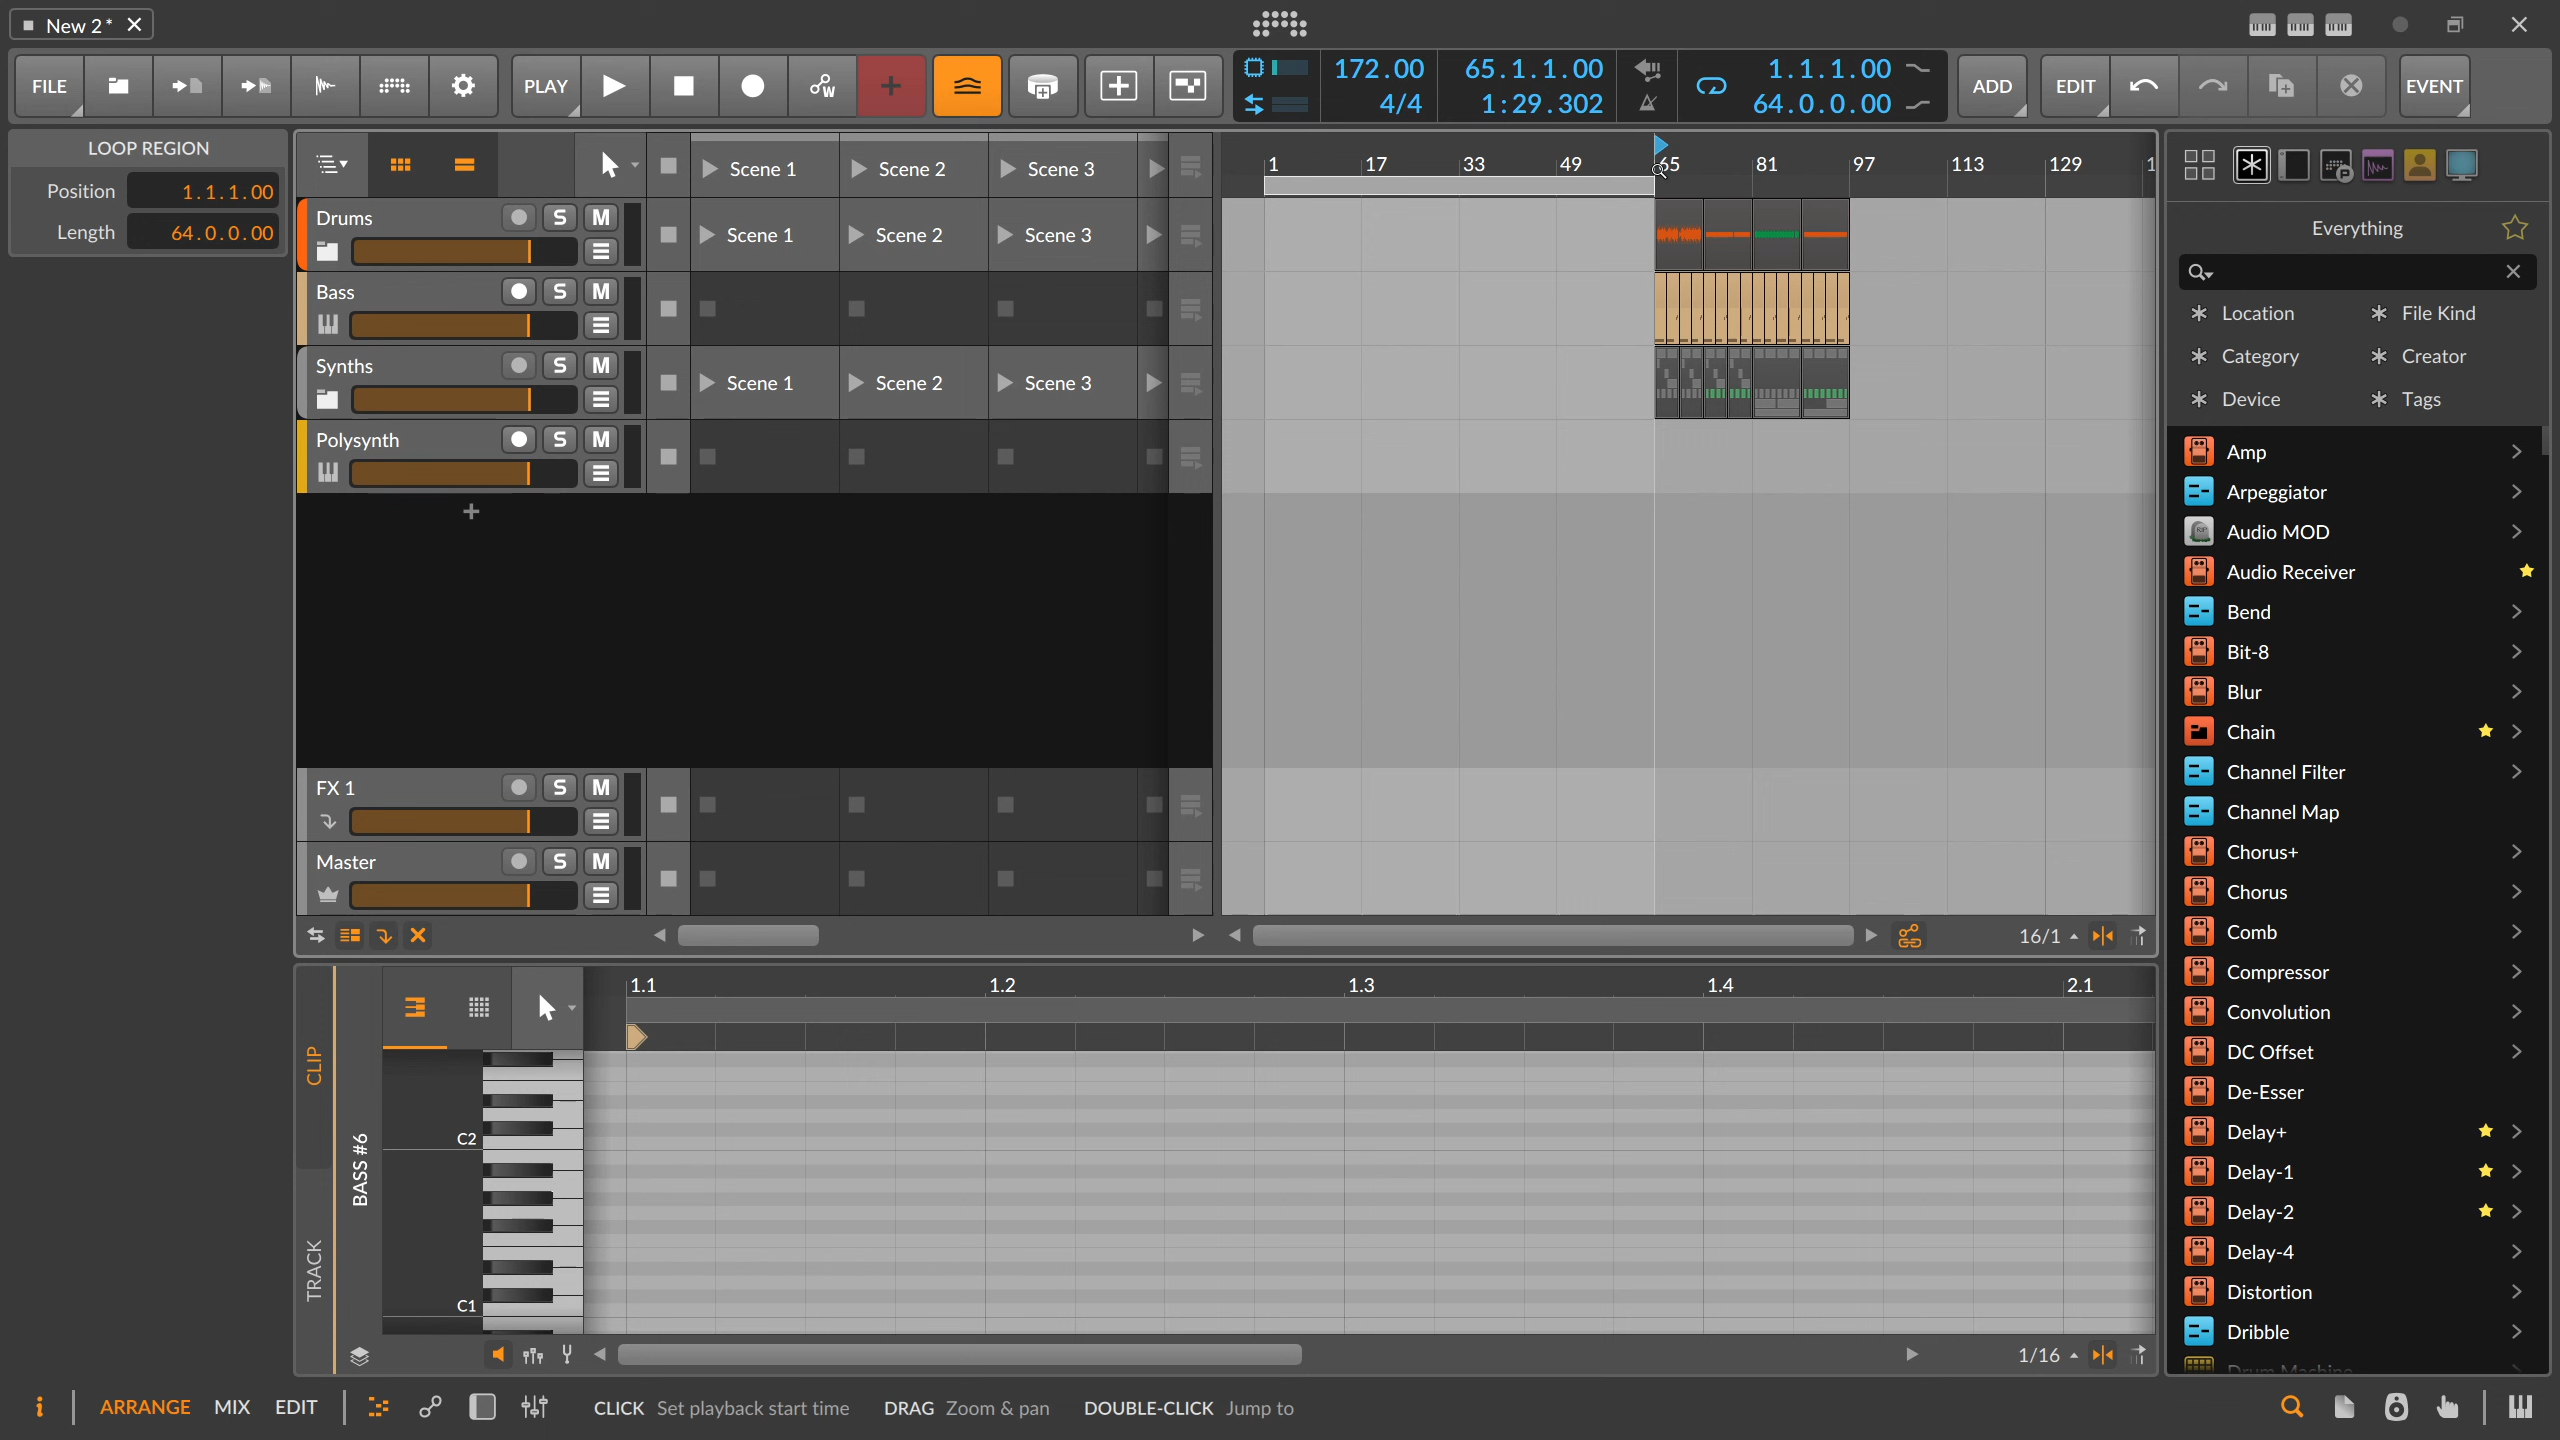 New 2*
FILE PLAY 172.00 65.1.1.00 1.1.1.00 ADD EDIT EVENT
4/4 1:29.302 64.0.0.00
LOOP REGION
Position 1.1.1.00
Length 64.0.0.00
Scene 1 Scene 2 Scene 3
1 17 33 49 65 81 97 113 129 1
Drums S M
Scene 1 Scene 2 Scene 3
Bass S M
Synths S M
Scene 1 Scene 2 Scene 3
Polysynth S M
+
FX 1 S M
Master S M
16/1
Everything
Location File Kind
Category Creator
Device Tags
Amp
Arpeggiator
Audio MOD
Audio Receiver
Bend
Bit-8
Blur
Chain
Channel Filter
Channel Map
Chorus+
Chorus
Comb
Compressor
Convolution
DC Offset
De-Esser
Delay+
Delay-1
Delay-2
Delay-4
Distortion
Dribble
Drum Machine
CLIP
TRACK
BASS #6
1.1 1.2 1.3 1.4 2.1
C2
C1
1/16
i ARRANGE MIX EDIT CLICK Set playback start time DRAG Zoom & pan DOUBLE-CLICK Jump to